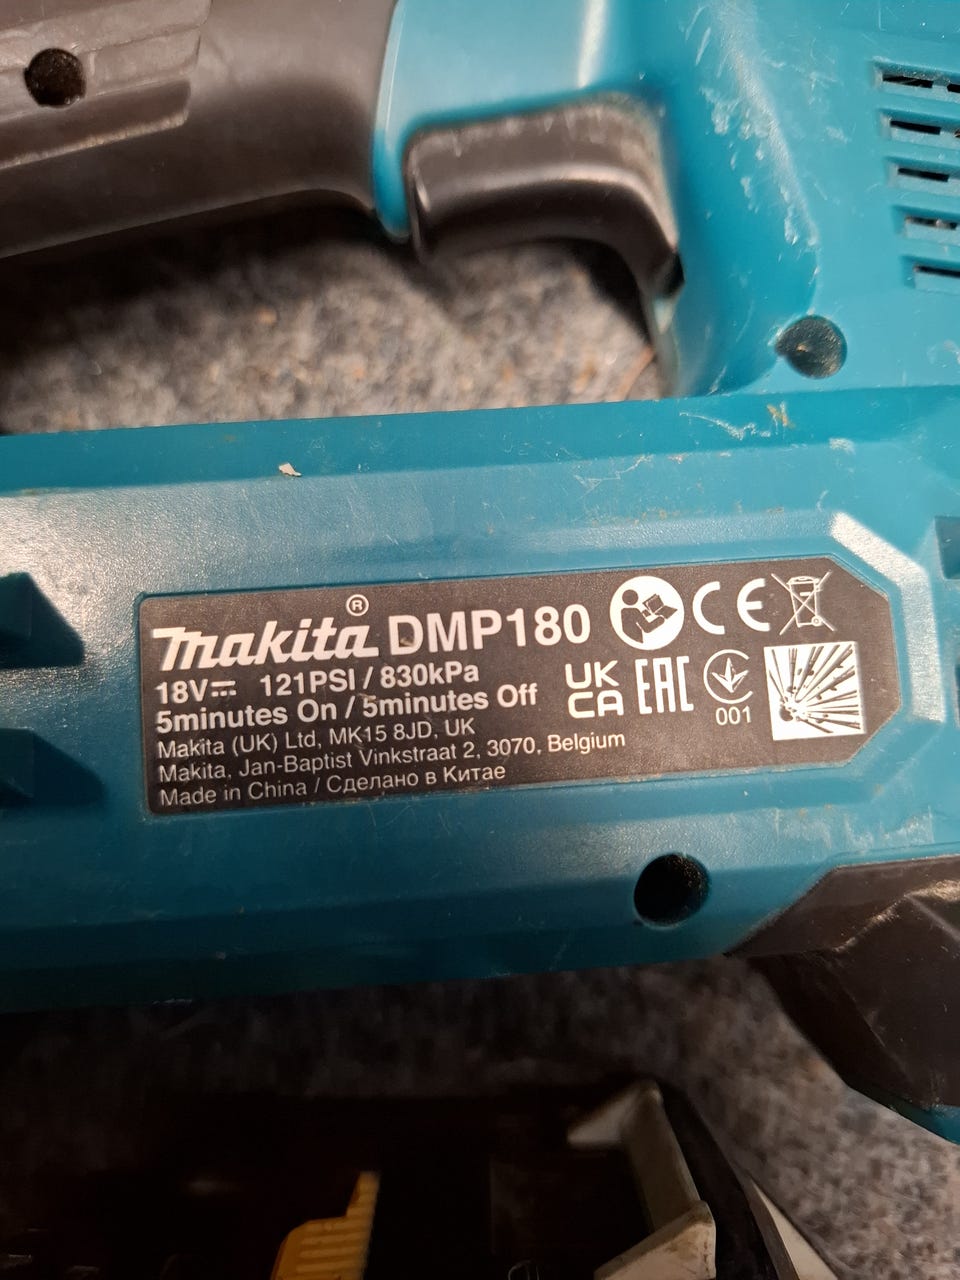 makita® DMP180
18V⎓ 121PSI / 830kPa
5minutes On / 5minutes Off
Makita (UK) Ltd, MK15 8JD, UK
Makita, Jan-Baptist Vinkstraat 2, 3070, Belgium
Made in China / Сделано в Китае
CE
UK
CA
EAC
001